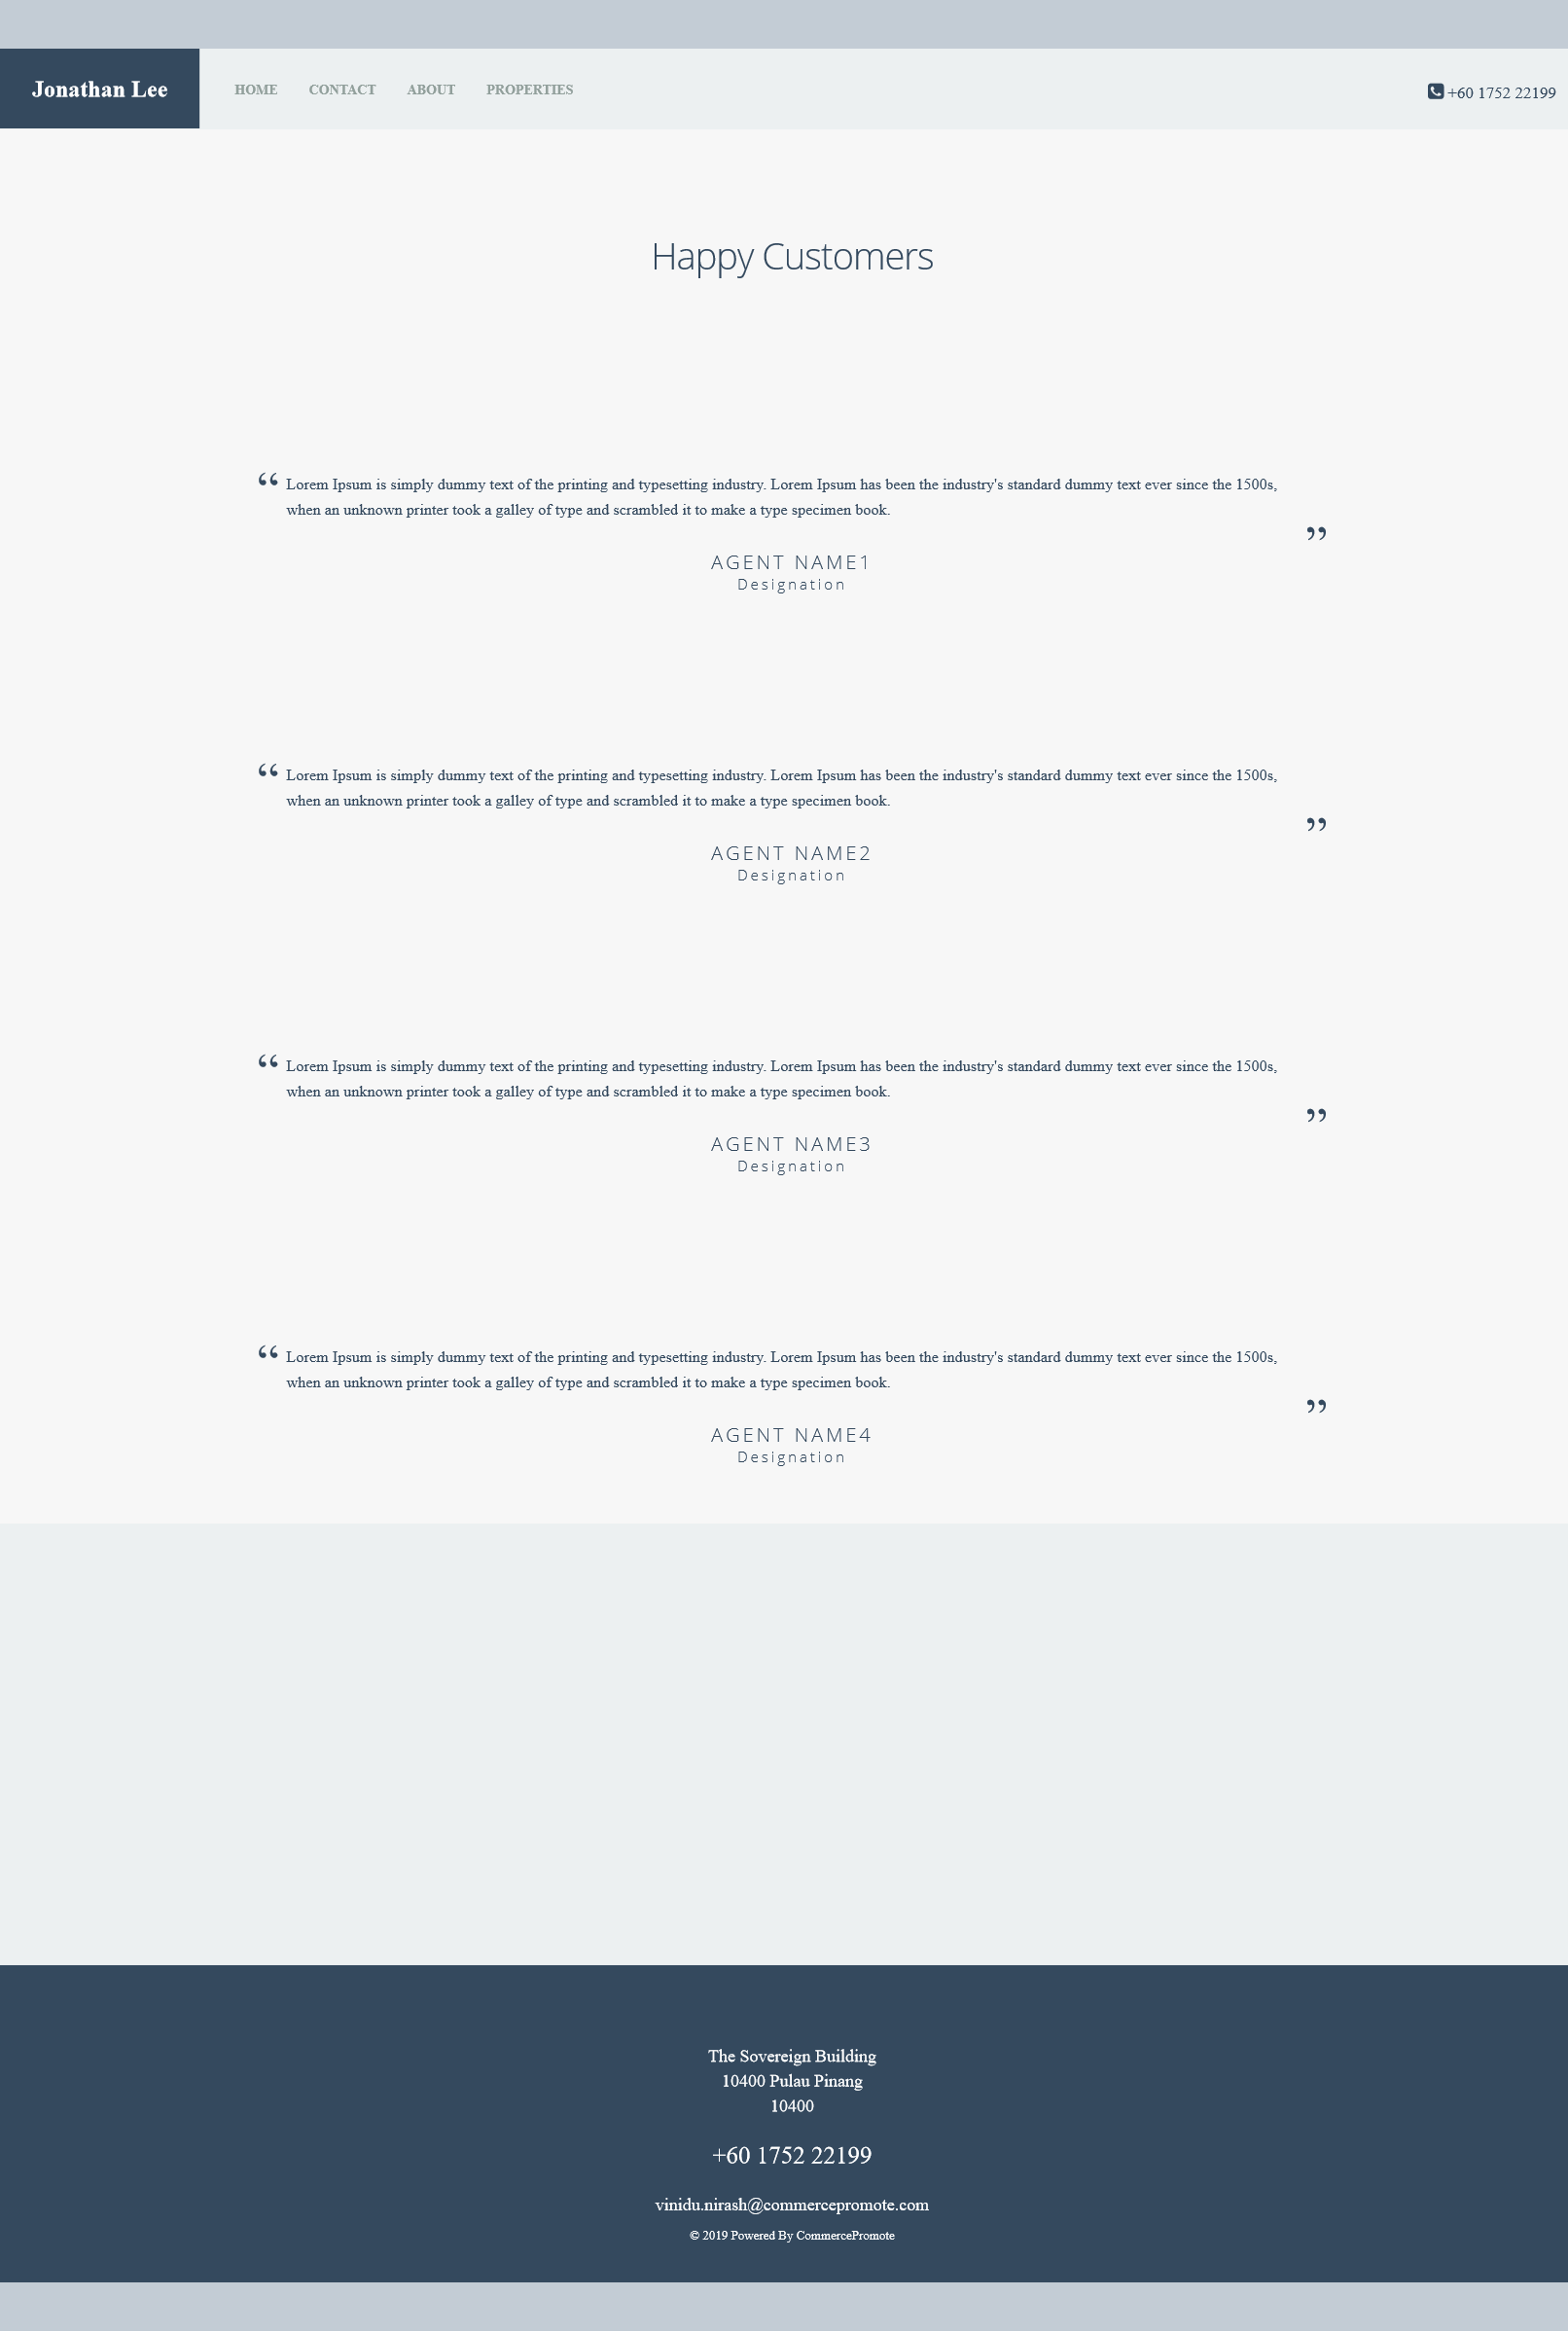 Jonathan Lee
HOME CONTACT ABOUT PROPERTIES
+60 1752 22199
Happy Customers
“ Lorem Ipsum is simply dummy text of the printing and typesetting industry. Lorem Ipsum has been the industry's standard dummy text ever since the 1500s,
when an unknown printer took a galley of type and scrambled it to make a type specimen book.
”
AGENT NAME1
Designation
“ Lorem Ipsum is simply dummy text of the printing and typesetting industry. Lorem Ipsum has been the industry's standard dummy text ever since the 1500s,
when an unknown printer took a galley of type and scrambled it to make a type specimen book.
”
AGENT NAME2
Designation
“ Lorem Ipsum is simply dummy text of the printing and typesetting industry. Lorem Ipsum has been the industry's standard dummy text ever since the 1500s,
when an unknown printer took a galley of type and scrambled it to make a type specimen book.
”
AGENT NAME3
Designation
“ Lorem Ipsum is simply dummy text of the printing and typesetting industry. Lorem Ipsum has been the industry's standard dummy text ever since the 1500s,
when an unknown printer took a galley of type and scrambled it to make a type specimen book.
”
AGENT NAME4
Designation
The Sovereign Building
10400 Pulau Pinang
10400
+60 1752 22199
vinidu.nirash@commercepromote.com
© 2019 Powered By CommercePromote